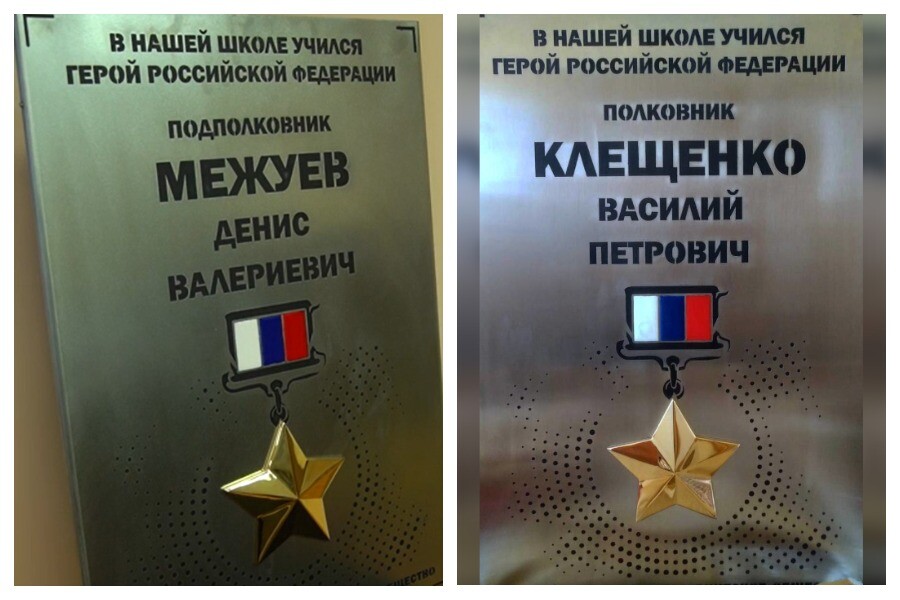 В НАШЕЙ ШКОЛЕ УЧИЛСЯ
ГЕРОЙ РОССИЙСКОЙ ФЕДЕРАЦИИ
ПОДПОЛКОВНИК
МЕЖУЕВ
ДЕНИС
ВАЛЕРИЕВИЧ
В НАШЕЙ ШКОЛЕ УЧИЛСЯ
ГЕРОЙ РОССИЙСКОЙ ФЕДЕРАЦИИ
ПОЛКОВНИК
КЛЕЩЕНКО
ВАСИЛИЙ
ПЕТРОВИЧ